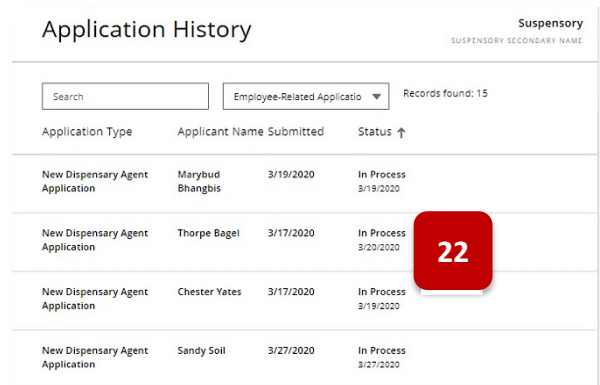 Application History
Suspensory
SUSPENSORY SECONDARY NAME
Search
Employee-Related Applicatio
Records found: 15
Application Type Applicant Name Submitted Status ↑
New Dispensary Agent
Application
Marybud
Bhangbis
3/19/2020
In Process
3/19/2020
New Dispensary Agent
Application
Thorpe Bagel
3/17/2020
In Process
3/20/2020
22
New Dispensary Agent
Application
Chester Yates
3/17/2020
In Process
3/19/2020
New Dispensary Agent
Application
Sandy Soil
3/27/2020
In Process
3/27/2020